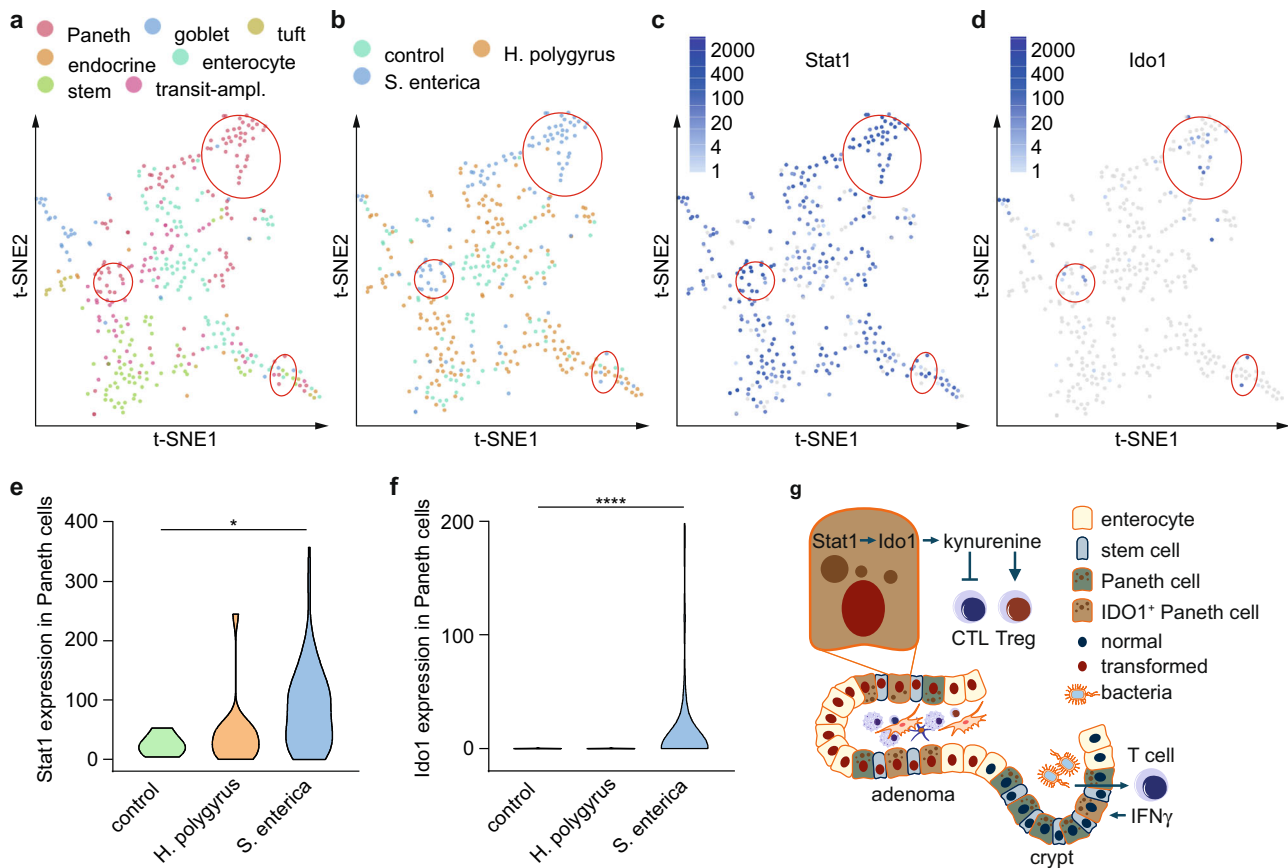 a
Paneth goblet tuft
endocrine enterocyte
stem transit-ampl.
t-SNE2
t-SNE1
b
control H. polygyrus
S. enterica
t-SNE2
t-SNE1
c
Stat1
2000
400
100
20
4
1
t-SNE2
t-SNE1
d
Ido1
2000
400
100
20
4
1
t-SNE2
t-SNE1
e
Stat1 expression in Paneth cells
400
300
200
100
0
*
control
H. polygyrus
S. enterica
f
Ido1 expression in Paneth cells
200
100
0
****
control
H. polygyrus
S. enterica
g
Stat1 Ido1 kynurenine
CTL Treg
enterocyte
stem cell
Paneth cell
IDO1+ Paneth cell
normal
transformed
bacteria
adenoma
T cell
IFNγ
crypt